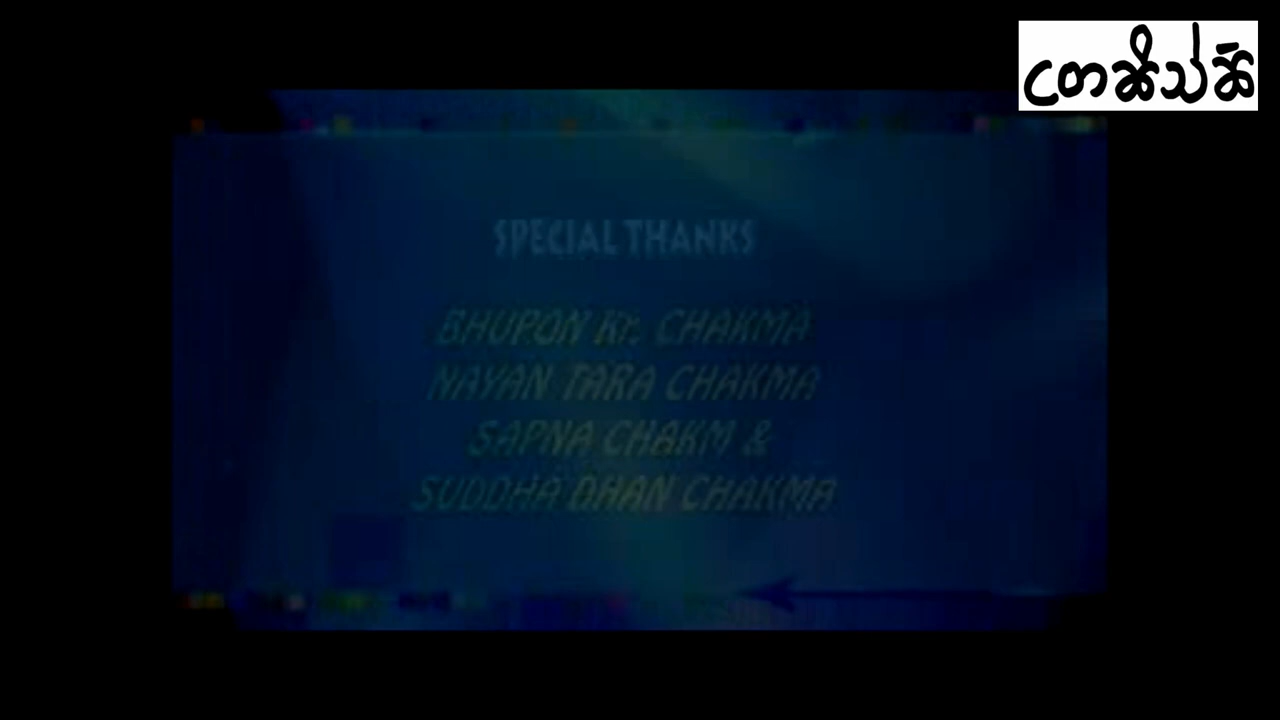 SPECIAL THANKS
BHUPON KR. CHAKMA
NAYAN TARA CHAKMA
SAPNA CHAKM &
SUDDHA DHAN CHAKMA